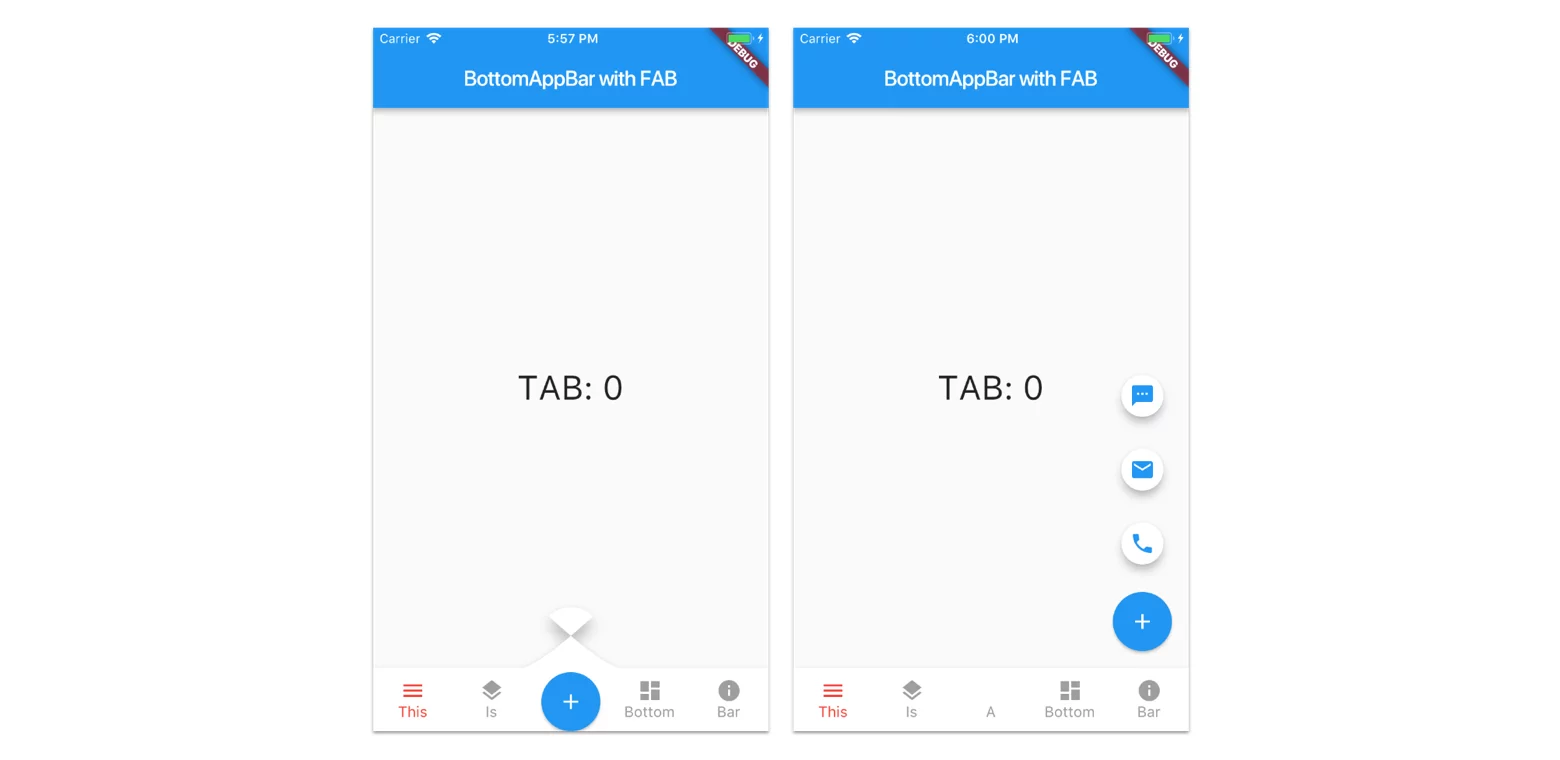 Carrier 5:57 PM
DEBUG
BottomAppBar with FAB
TAB: 0
This Is Bottom Bar
Carrier 6:00 PM
DEBUG
BottomAppBar with FAB
TAB: 0
This Is A Bottom Bar